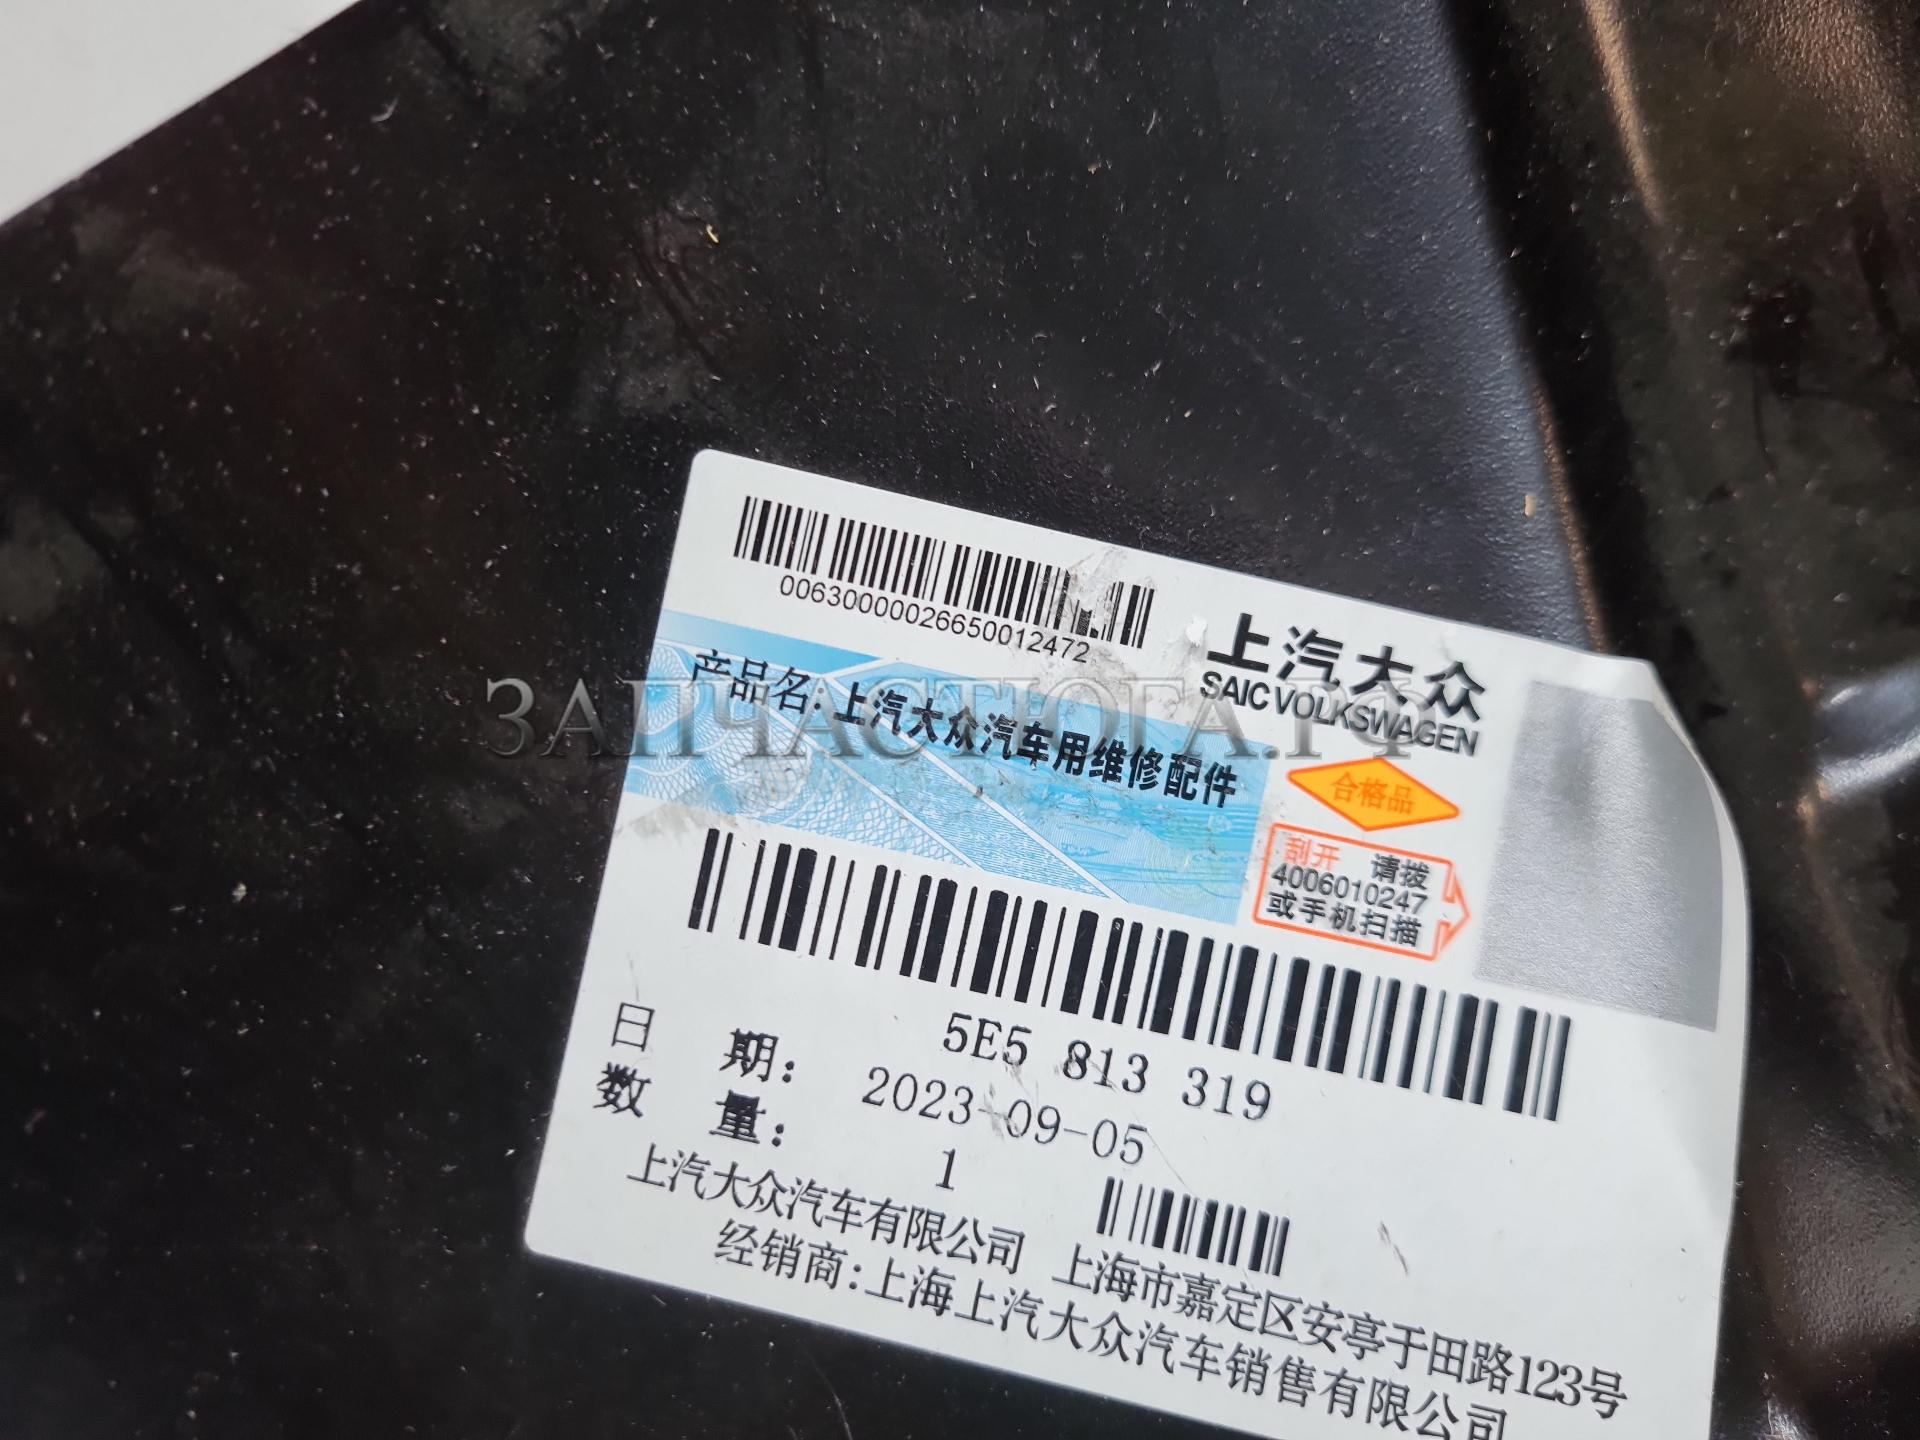 00630000026650012472
上汽大众
SAIC VOLKSWAGEN
产品名:上汽大众汽车用维修配件
合格品
刮开 请拨
4006010247
或手机扫描
ЗАПЧАСТЮГА.РФ
5E5 813 319
日 期: 2023-09-05
数 量: 1
上汽大众汽车有限公司 上海市嘉定区安亭于田路123号
经销商:上海上汽大众汽车销售有限公司